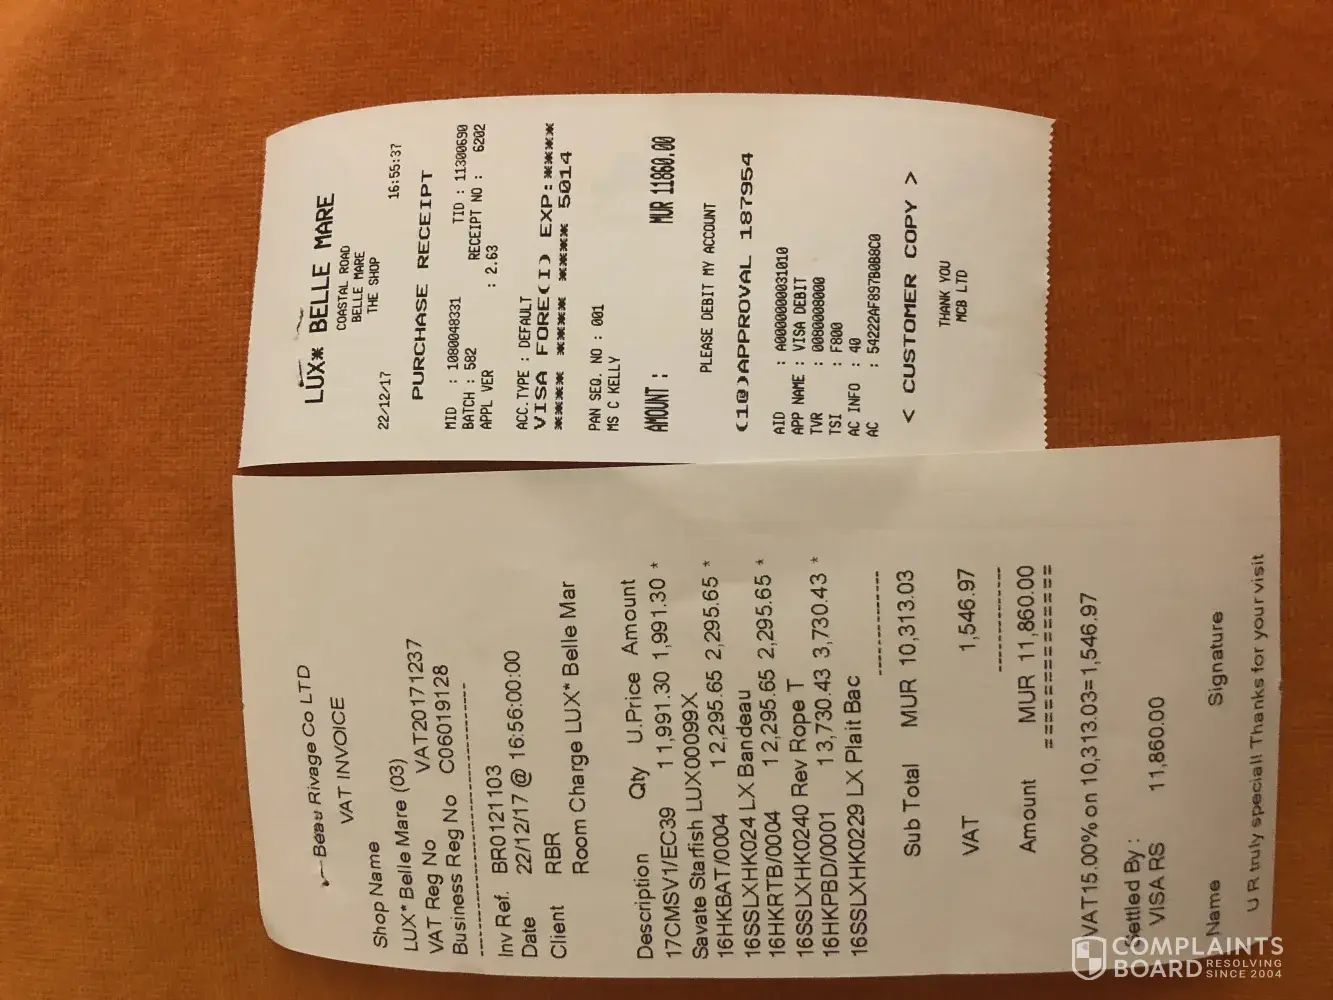 LUX* BELLE MARE
COASTAL ROAD
BELLE MARE
THE SHOP
22/12/17 16:55:37
PURCHASE RECEIPT
MID : 1080048331 TID : 11300690
BATCH : 582 RECEIPT NO : 6202
APPL VER : 2.63
ACC.TYPE : DEFAULT
VISA FORE(I) EXP:****
**** **** **** 5014
PAN SEQ. NO : 001
MS C KELLY
AMOUNT : MUR 11860.00
PLEASE DEBIT MY ACCOUNT
(10)APPROVAL 187954
AID : A0000000031010
APP NAME : VISA DEBIT
TVR : 0080008000
TSI : F800
AC INFO : 40
AC : 54222AF897B0B8C0
< CUSTOMER COPY >
THANK YOU
MCB LTD
Beau Rivage Co LTD
VAT INVOICE
Shop Name
LUX* Belle Mare (03)
VAT Reg No VAT20171237
Business Reg No C06019128
--------------------------------
Inv Ref. BR0121103
Date 22/12/17 @ 16:56:00:00
Client RBR
Room Charge LUX* Belle Mar
Description Qty U.Price Amount
17CMSV1/EC39 1 1,991.30 1,991.30 *
Savate Starfish LUX00099X
16HKBAT/0004 1 2,295.65 2,295.65 *
16SSLXHK024 LX Bandeau
16HKRTB/0004 1 2,295.65 2,295.65 *
16SSLXHK0240 Rev Rope T
16HKPBD/0001 1 3,730.43 3,730.43 *
16SSLXHK0229 LX Plait Bac
------------
Sub Total MUR 10,313.03
VAT 1,546.97
------------
Amount MUR 11,860.00
====================
VAT15.00% on 10,313.03=1,546.97
Settled By :
VISA RS 11,860.00
Name Signature
U R truly special! Thanks for your visit
COMPLAINTS
BOARD RESOLVING
SINCE 2004